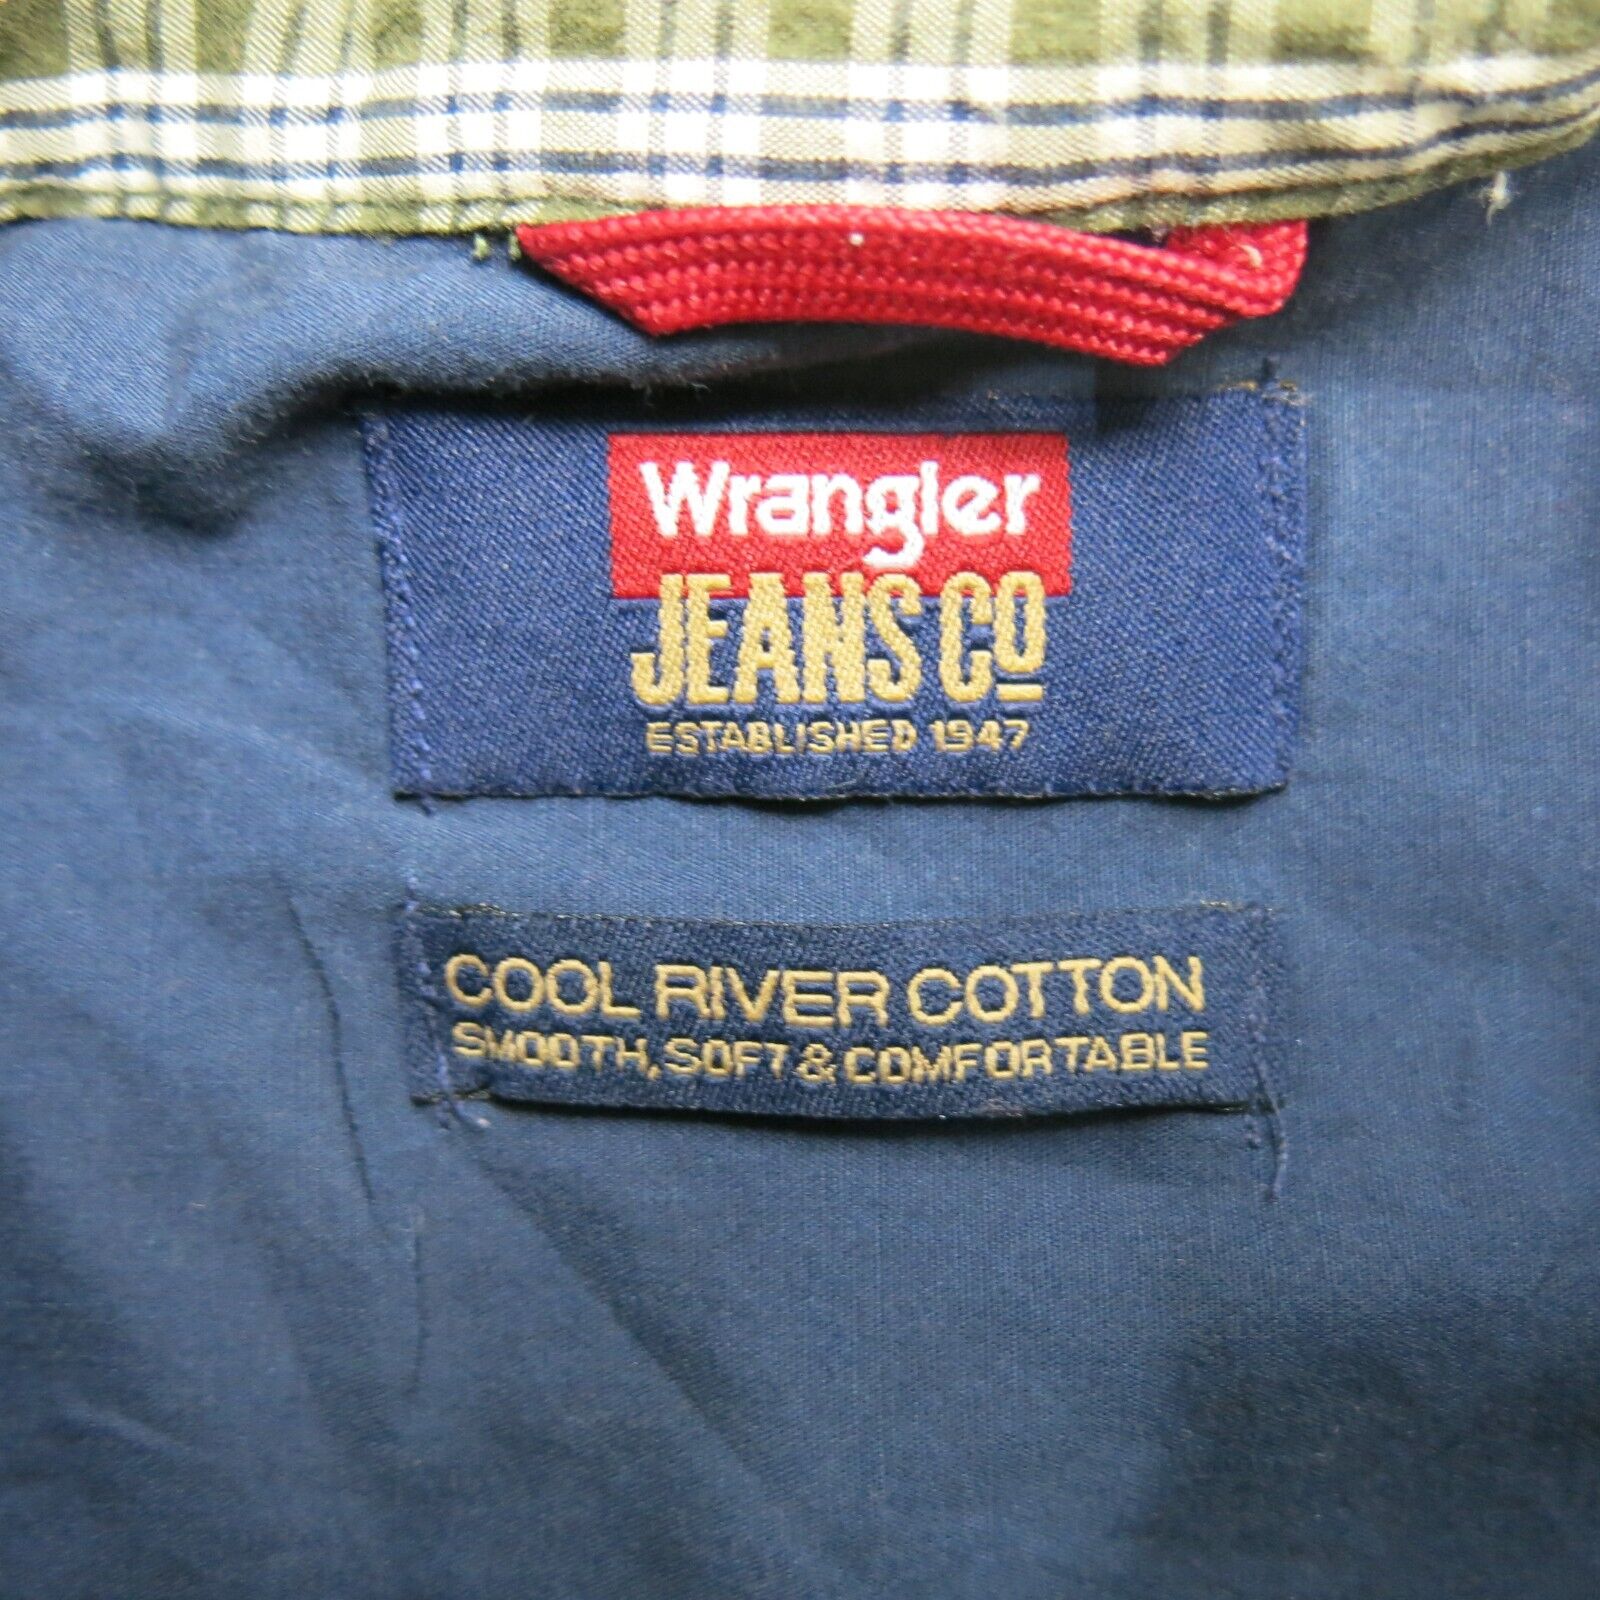 Wrangler
JEANS CO
ESTABLISHED 1947
COOL RIVER COTTON
SMOOTH, SOFT & COMFORTABLE